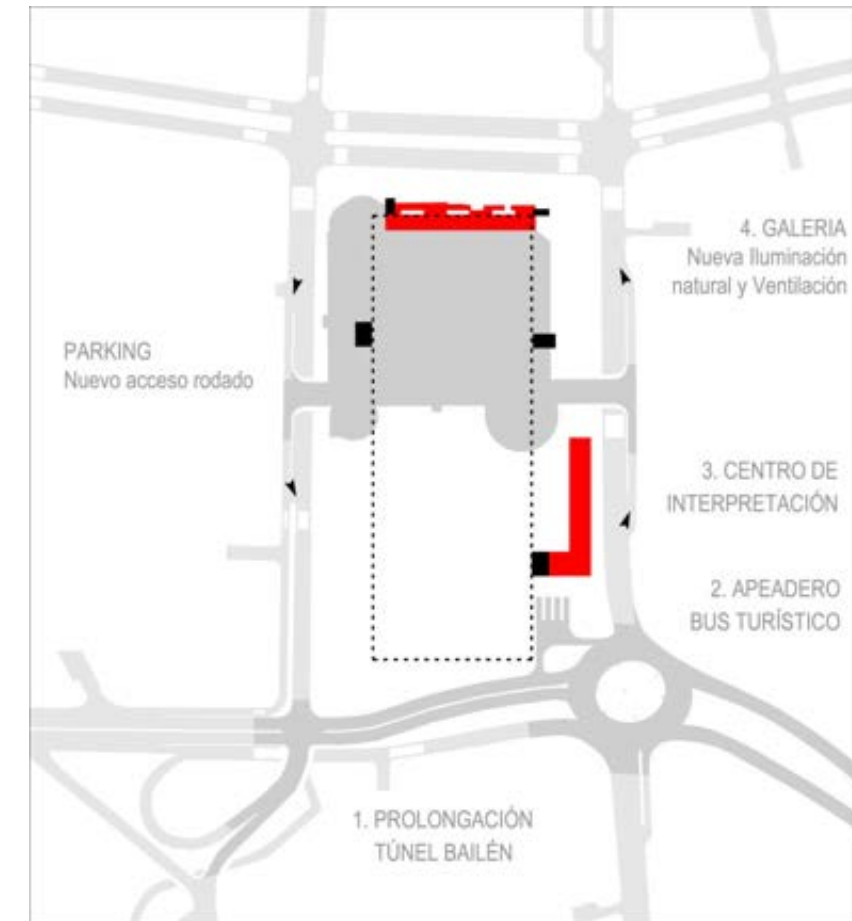 4. GALERIA
Nueva Iluminación
natural y Ventilación
PARKING
Nuevo acceso rodado
3. CENTRO DE
INTERPRETACIÓN
2. APEADERO
BUS TURÍSTICO
1. PROLONGACIÓN
TÚNEL BAILÉN